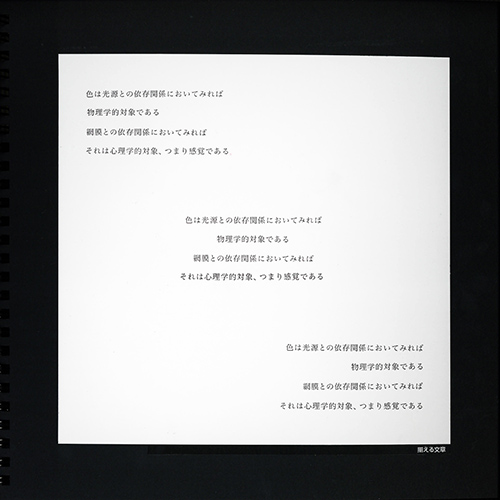 色は光源との依存関係においてみれば
物理学的対象である
網膜との依存関係においてみれば
それは心理学的対象、つまり感覚である.
色は光源との依存関係においてみれば
物理学的対象である
網膜との依存関係においてみれば
それは心理学的対象、つまり感覚である
色は光源との依存関係においてみれば
物理学的対象である
網膜との依存関係においてみれば
それは心理学的対象、つまり感覚である
揃える文章